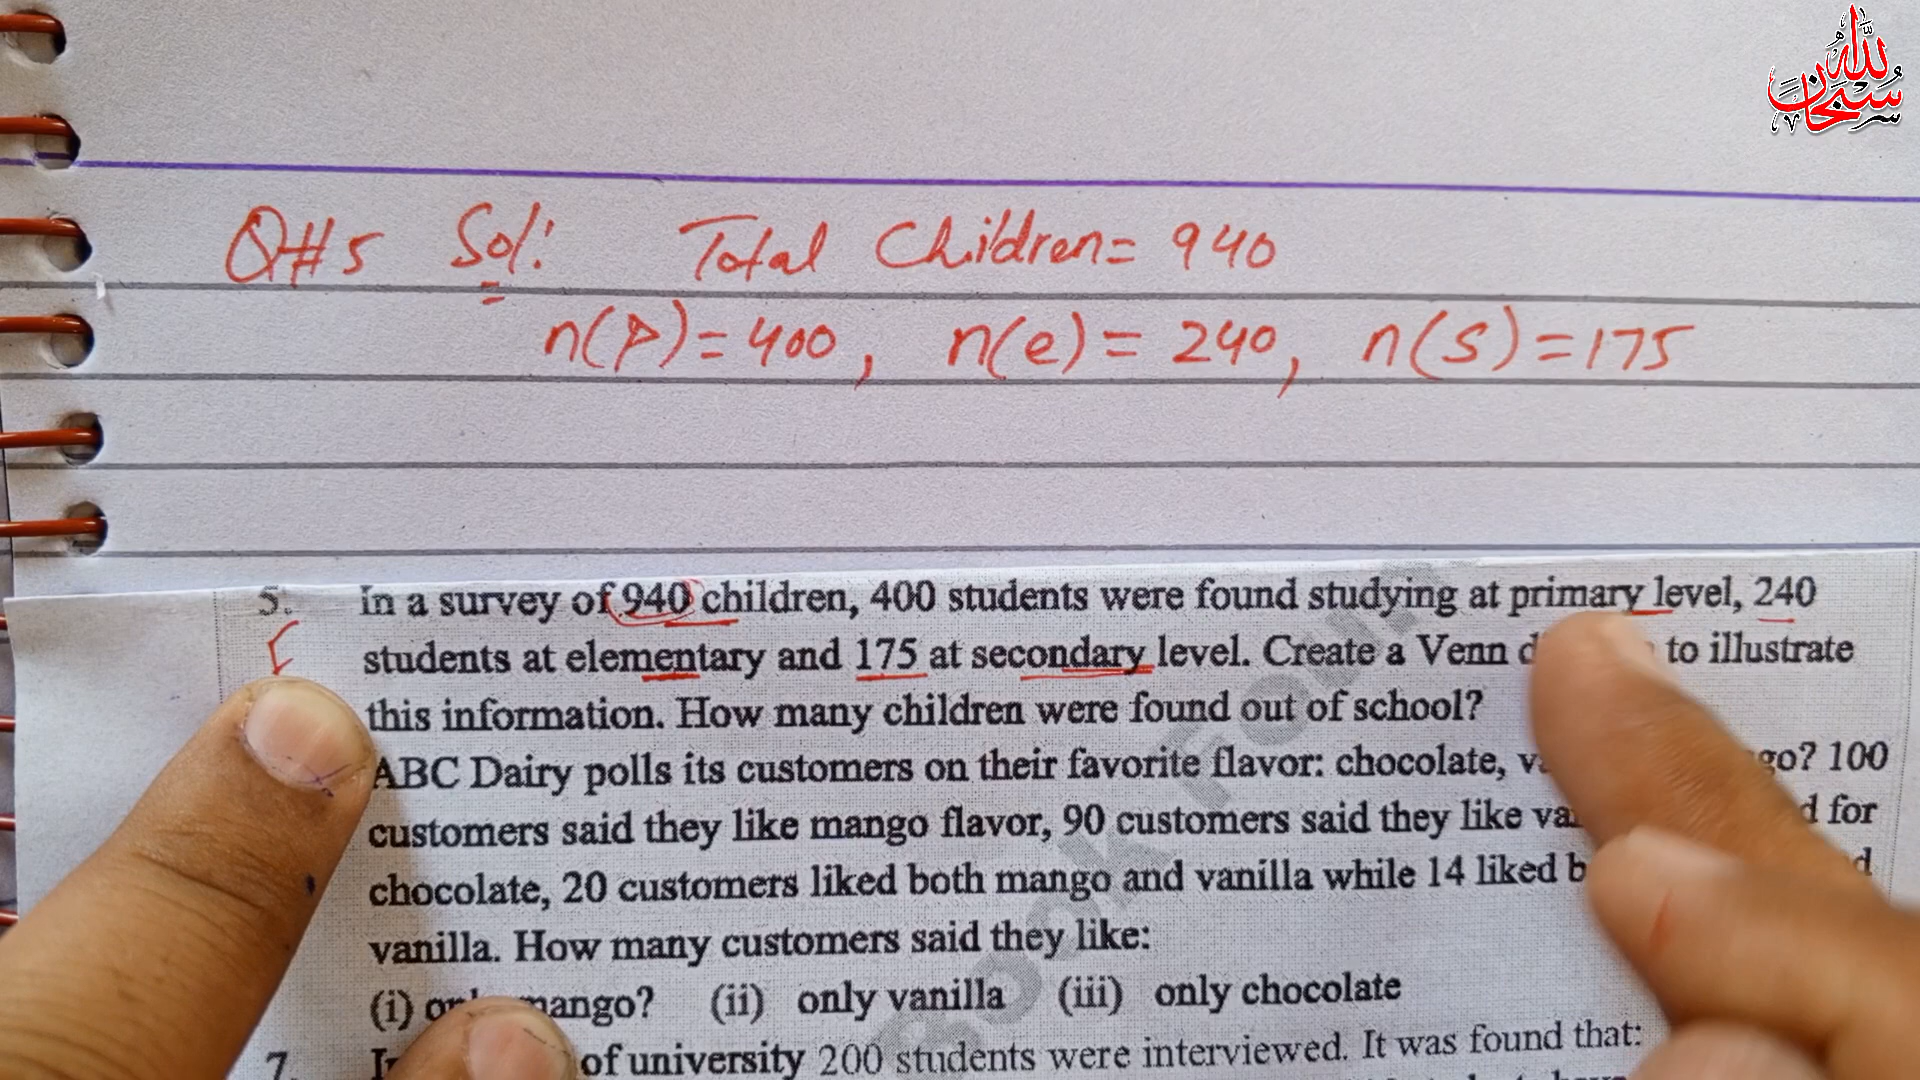 سُبْحَانَ اللّٰه
Q#5 Sol: Total Children= 940
n(P)=400, n(e)= 240, n(s)=175
5. In a survey of 940 children, 400 students were found studying at primary level, 240
students at elementary and 175 at secondary level. Create a Venn to illustrate
this information. How many children were found out of school?
ABC Dairy polls its customers on their favorite flavor: chocolate, 100
customers said they like mango flavor, 90 customers said they like for
chocolate, 20 customers liked both mango and vanilla while 14 liked
vanilla. How many customers said they like:
(i) mango? (ii) only vanilla (iii) only chocolate
7. of university 200 students were interviewed. It was found that: